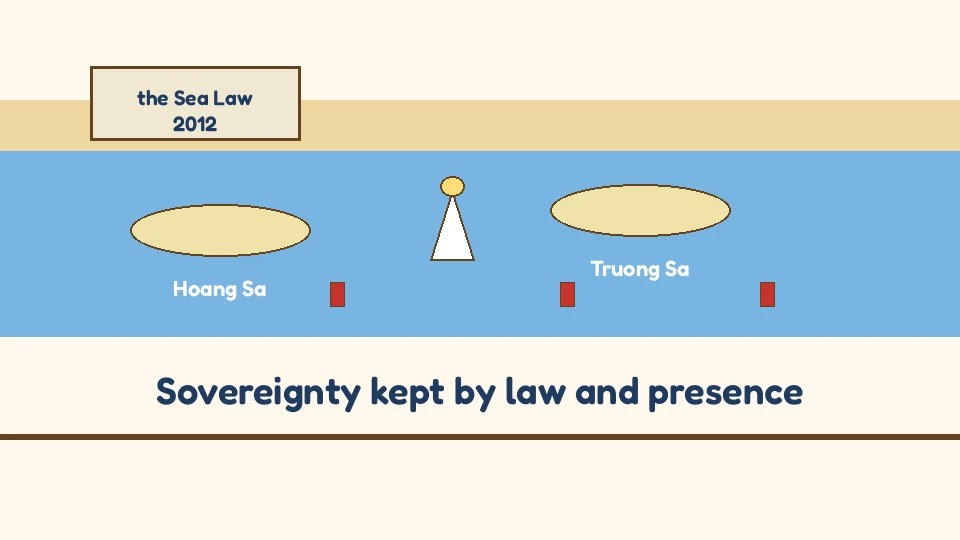 the Sea Law
2012
Truong Sa
Hoang Sa
Sovereignty kept by law and presence